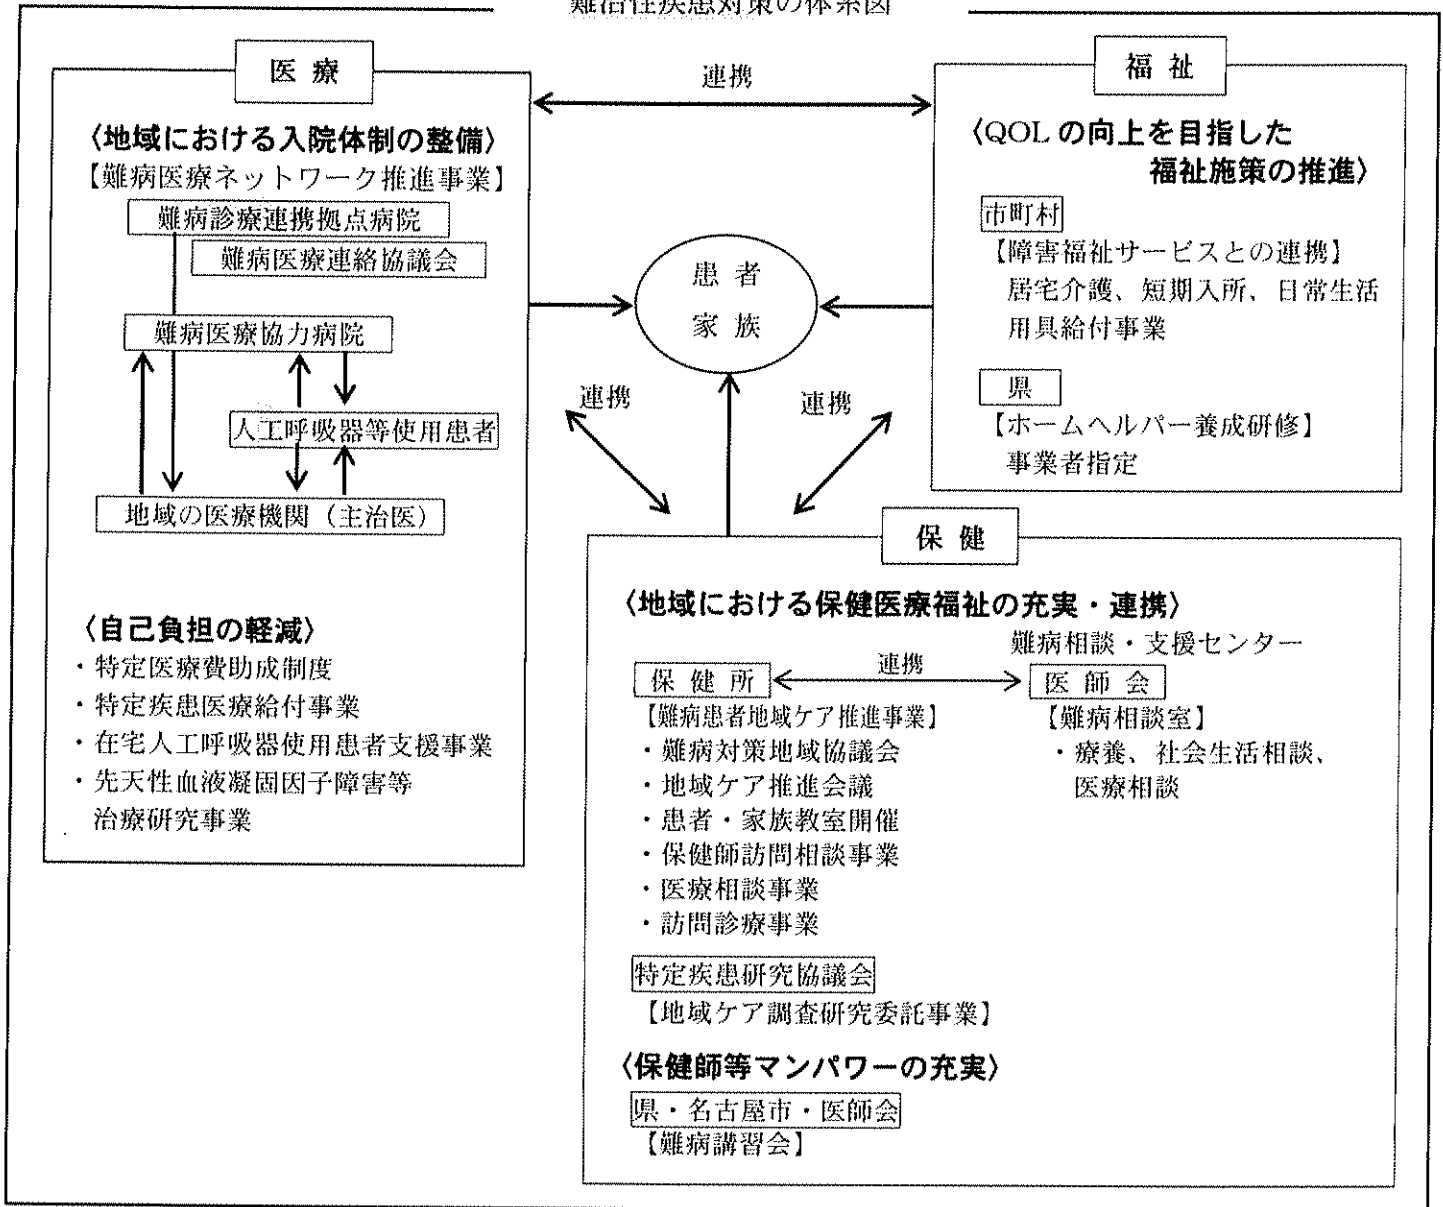 難治性疾患対策の体系図
医療
〈地域における入院体制の整備〉
【難病医療ネットワーク推進事業】
難病診療連携拠点病院
難病医療連絡協議会
難病医療協力病院
人工呼吸器等使用患者
地域の医療機関（主治医）
〈自己負担の軽減〉
・特定医療費助成制度
・特定疾患医療給付事業
・在宅人工呼吸器使用患者支援事業
・先天性血液凝固因子障害等
治療研究事業
連携
患者
家族
連携
連携
福祉
〈QOLの向上を目指した
福祉施策の推進〉
市町村
【障害福祉サービスとの連携】
居宅介護、短期入所、日常生活
用具給付事業
県
【ホームヘルパー養成研修】
事業者指定
保健
〈地域における保健医療福祉の充実・連携〉
難病相談・支援センター
保健所
連携
医師会
【難病患者地域ケア推進事業】
・難病対策地域協議会
・地域ケア推進会議
・患者・家族教室開催
・保健師訪問相談事業
・医療相談事業
・訪問診療事業
【難病相談室】
・療養、社会生活相談、
医療相談
特定疾患研究協議会
【地域ケア調査研究委託事業】
〈保健師等マンパワーの充実〉
県・名古屋市・医師会
【難病講習会】